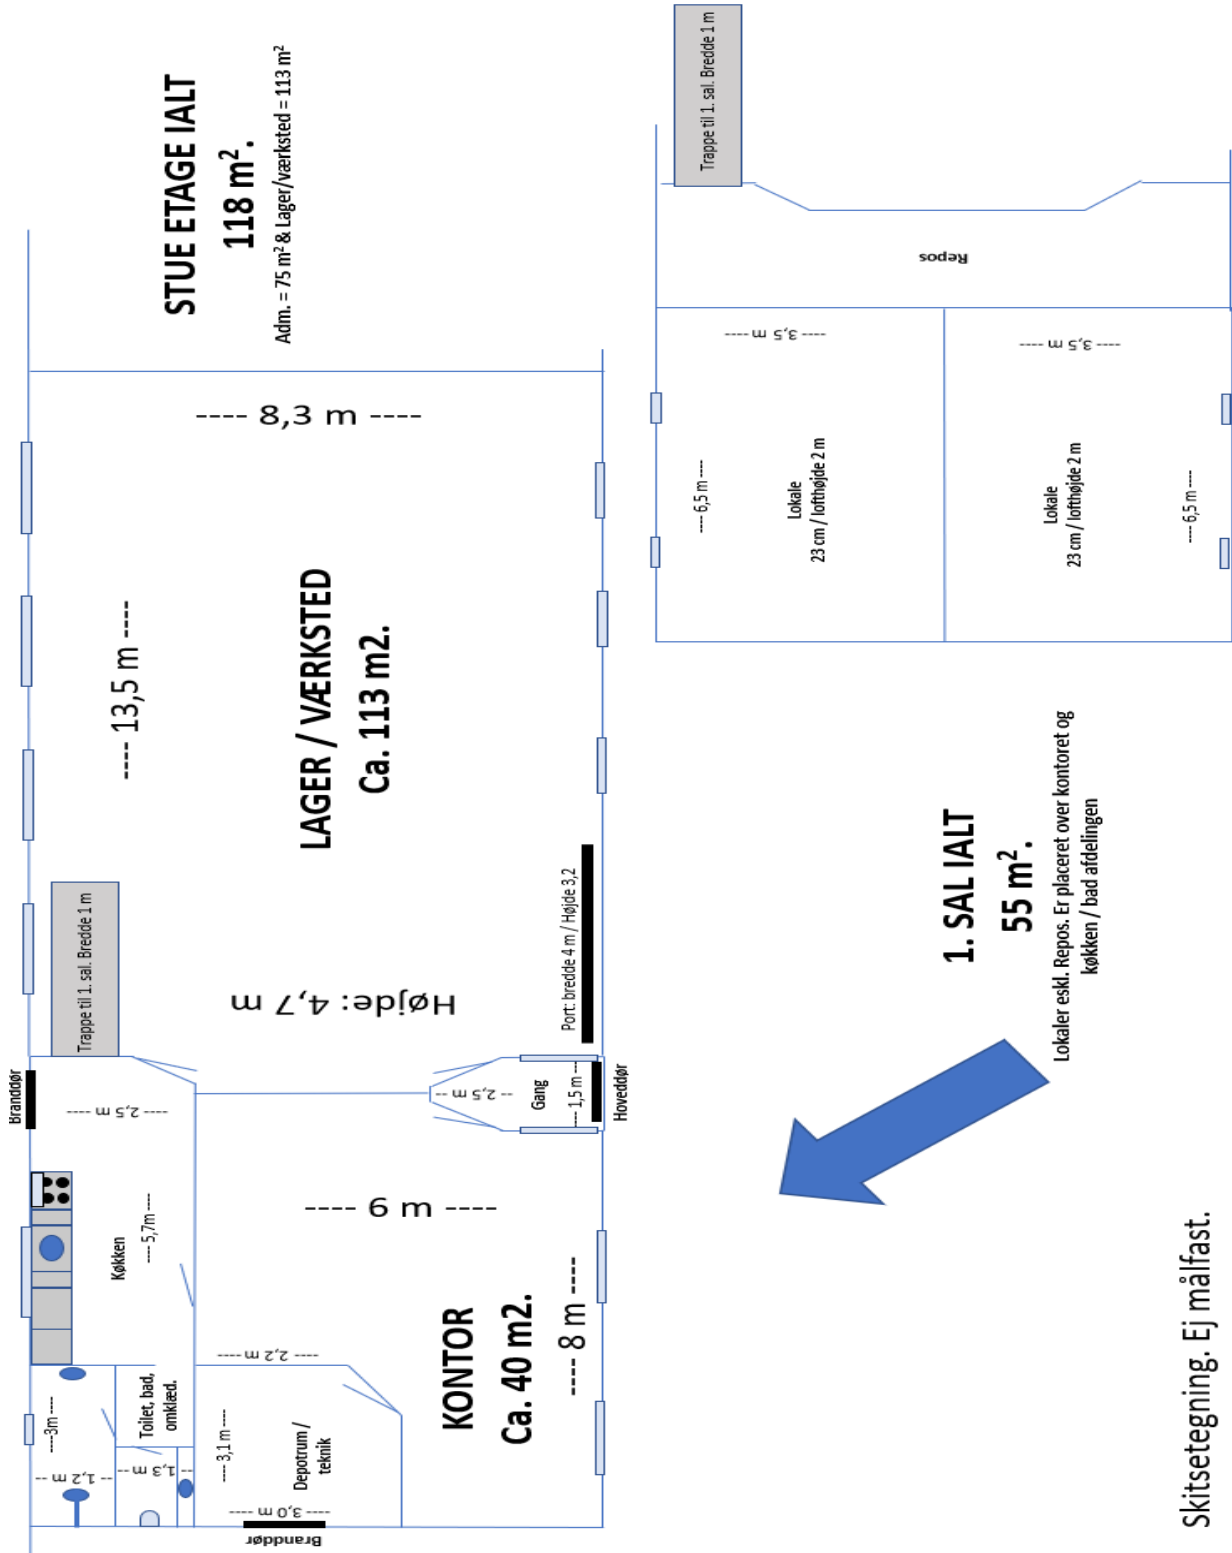 STUE ETAGE IALT
118 m².
Adm. = 75 m² & Lager/værksted = 113 m²
Branddør
Trappe til 1. sal. Bredde 1 m
---- 13,5 m ----
---- 8,3 m ----
LAGER / VÆRKSTED
Ca. 113 m2.
Højde: 4,7 m
Port: bredde 4 m / Højde 3,2
---- 2,5 m ----
Køkken
---- 5,7m ----
---3m ----
-- 1,2 m --
-- 1,3 m --
Toilet, bad,
omklæd.
---- 2,2 m ----
---- 3,1 m ----
Depotrum /
teknik
---- 3,0 m ----
Branddør
---- 6 m ----
KONTOR
Ca. 40 m2.
---- 8 m ----
-- 2,5 m --
Gang
--- 1,5 m ---
Hoveddør
Trappe til 1. sal. Bredde 1 m
Repos
---- 3,5 m ----
---- 6,5 m ----
Lokale
23 cm / lofthøjde 2 m
---- 3,5 m ----
Lokale
23 cm / lofthøjde 2 m
---- 6,5 m ----
1. SAL IALT
55 m².
Lokaler eskl. Repos. Er placeret over kontoret og
køkken / bad afdelingen
Skitsetegning. Ej målfast.